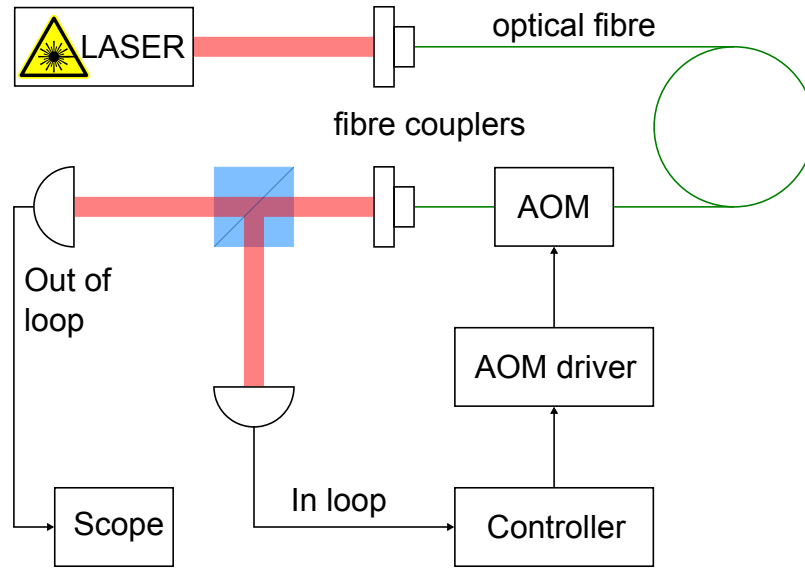 LASER
optical fibre
fibre couplers
AOM
Out of
loop
AOM driver
In loop
Scope
Controller